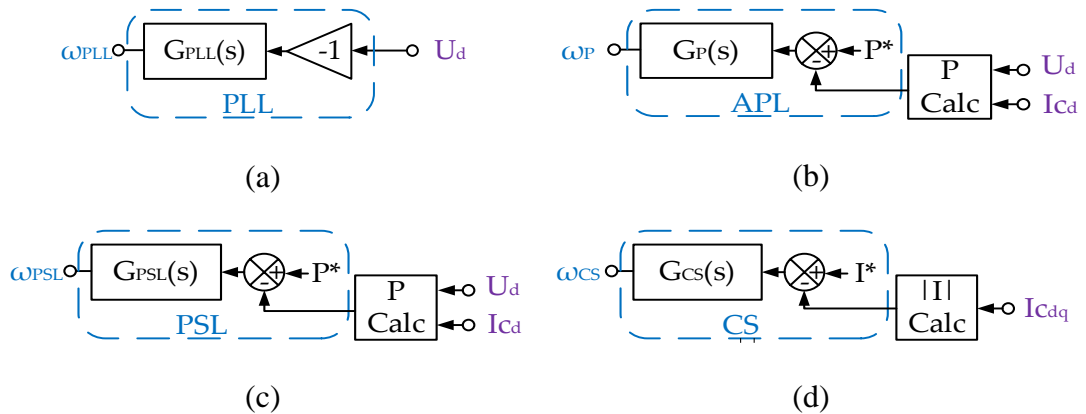 ωPLL GPLL(s) -1 Ud
PLL
(a)
ωP GP(s) + - P* P Calc Ud Icd
APL
(b)
ωPSL GPSL(s) + - P* P Calc Ud Icd
PSL
(c)
ωCS GCS(s) + - I* |I| Calc Icdq
CS
(d)